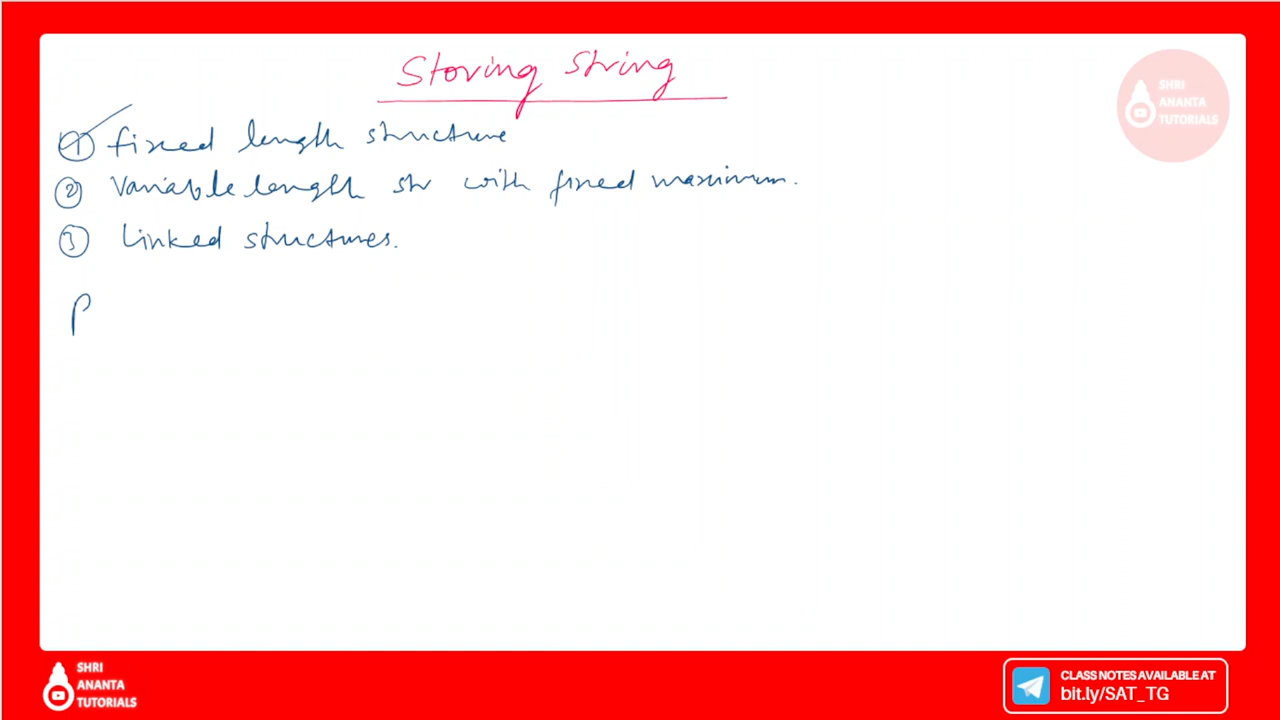 Storing String
SHRI
ANANTA
TUTORIALS
① fixed length structure
② Variable length str with fixed maximum.
③ Linked structures.
P
SHRI
ANANTA
TUTORIALS
CLASS NOTES AVAILABLE AT
bit.ly/SAT_TG